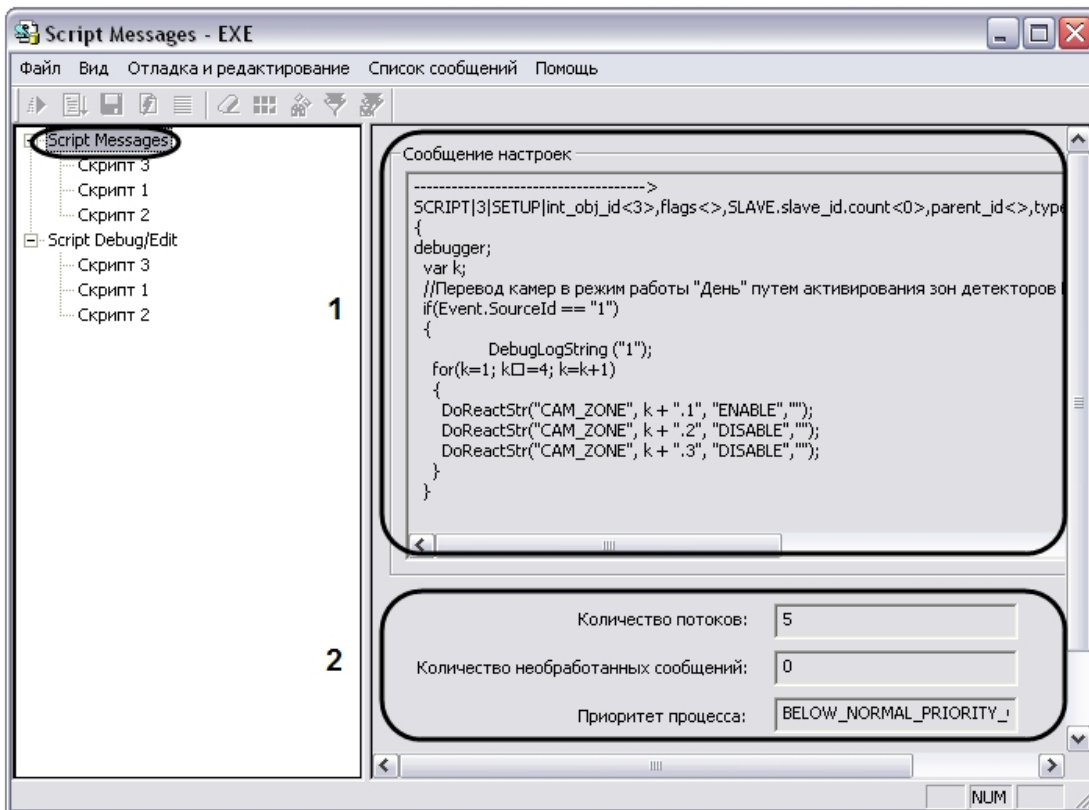 Script Messages - EXE
Файл Вид Отладка и редактирование Список сообщений Помощь
Script Messages
Скрипт 3
Скрипт 1
Скрипт 2
Script Debug/Edit
Скрипт 3
Скрипт 1
Скрипт 2
1
Сообщение настроек
------------------------------------->
SCRIPT|3|SETUP|int_obj_id<3>,flags<>,SLAVE.slave_id.count<0>,parent_id<>,type
{
debugger;
var k;
//Перевод камер в режим работы "День" путем активирования зон детекторов
if(Event.SourceId == "1")
{
DebugLogString ("1");
for(k=1; k□=4; k=k+1)
{
DoReactStr("CAM_ZONE", k + ".1", "ENABLE","");
DoReactStr("CAM_ZONE", k + ".2", "DISABLE","");
DoReactStr("CAM_ZONE", k + ".3", "DISABLE","");
}
}
2
Количество потоков: 5
Количество необработанных сообщений: 0
Приоритет процесса: BELOW_NORMAL_PRIORITY_
NUM